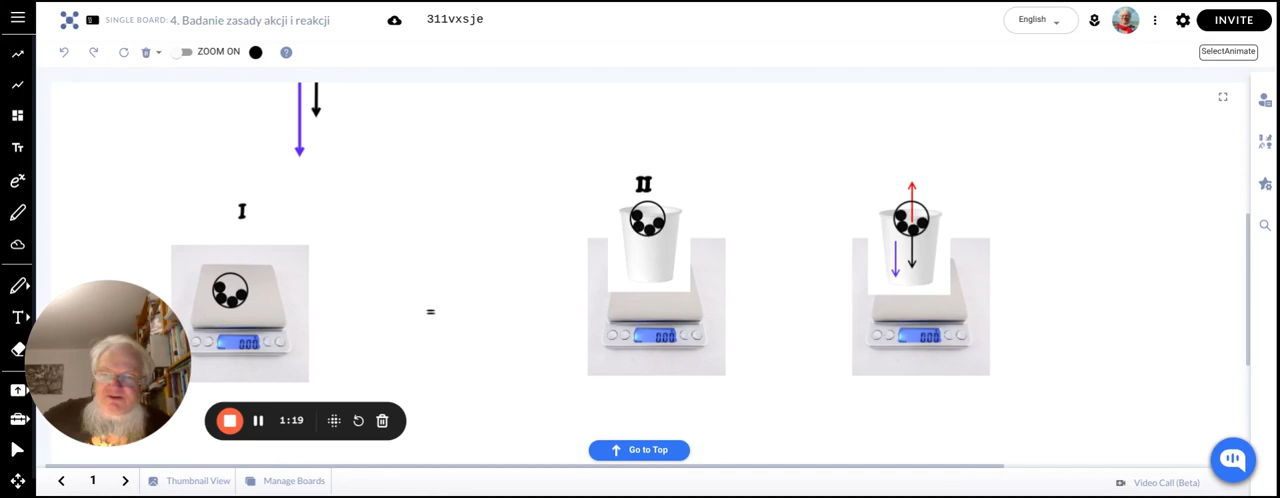 SINGLE BOARD: 4. Badanie zasady akcji i reakcji
311vxsje
English
INVITE
ZOOM ON
SelectAnimate
I
II
=
0.00
0.00
0.00
1:19
Go to Top
1
Thumbnail View
Manage Boards
Video Call (Beta)